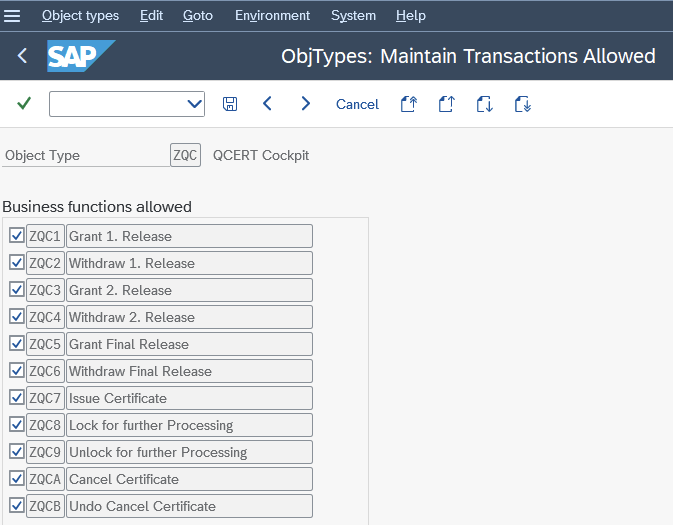 Object types Edit Goto Environment System Help
SAP ObjTypes: Maintain Transactions Allowed
Cancel
Object Type ZQC QCERT Cockpit
Business functions allowed
ZQC1 Grant 1. Release
ZQC2 Withdraw 1. Release
ZQC3 Grant 2. Release
ZQC4 Withdraw 2. Release
ZQC5 Grant Final Release
ZQC6 Withdraw Final Release
ZQC7 Issue Certificate
ZQC8 Lock for further Processing
ZQC9 Unlock for further Processing
ZQCA Cancel Certificate
ZQCB Undo Cancel Certificate